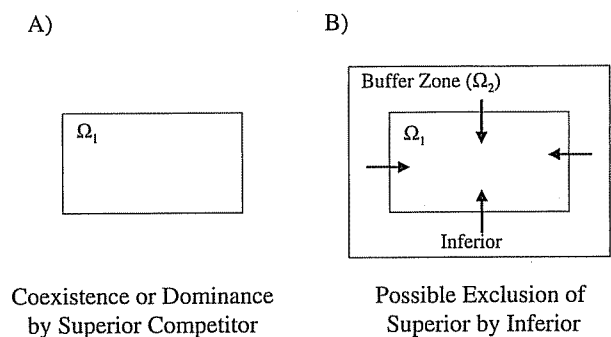 A)
B)
Buffer Zone (Ω₂)
Ω₁
Ω₁
Inferior
Coexistence or Dominance
by Superior Competitor
Possible Exclusion of
Superior by Inferior